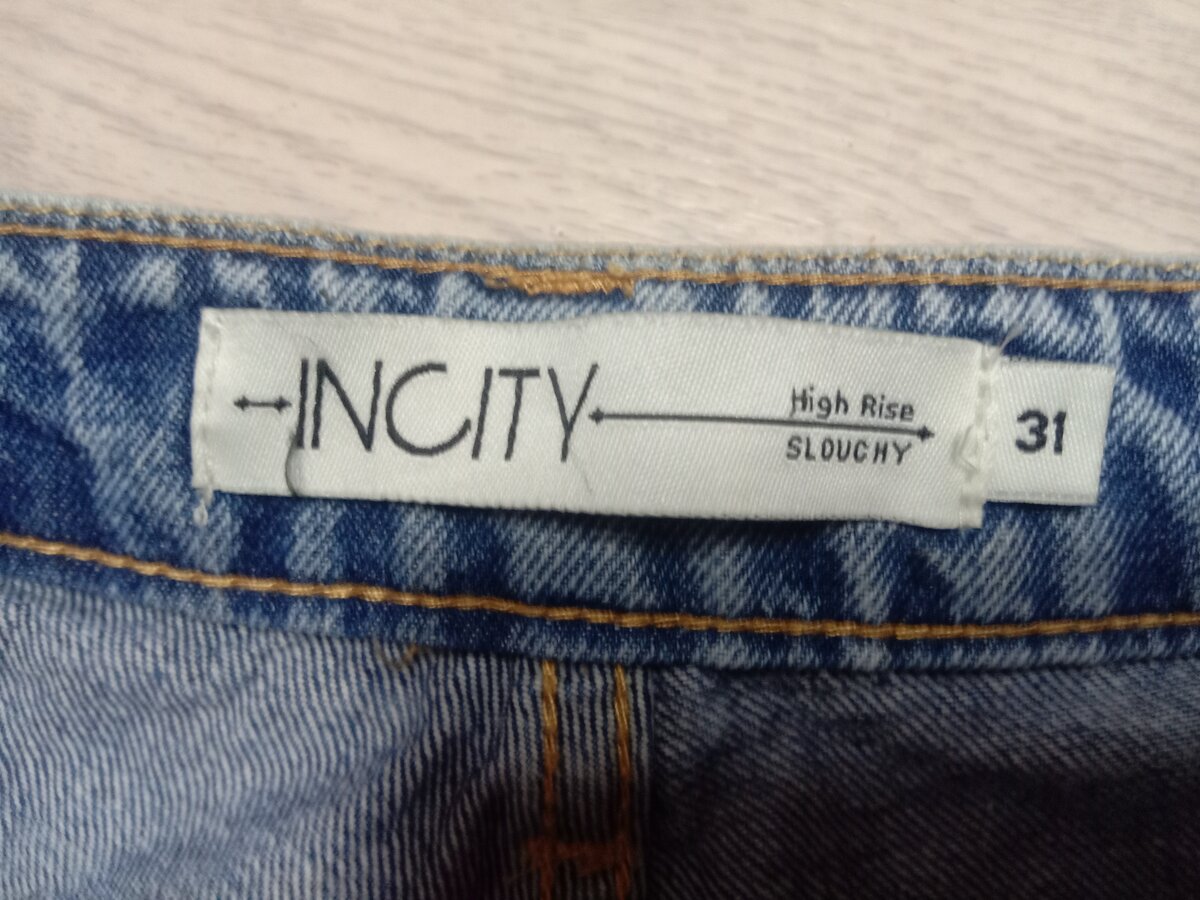 INCITY
High Rise
SLOUCHY
31